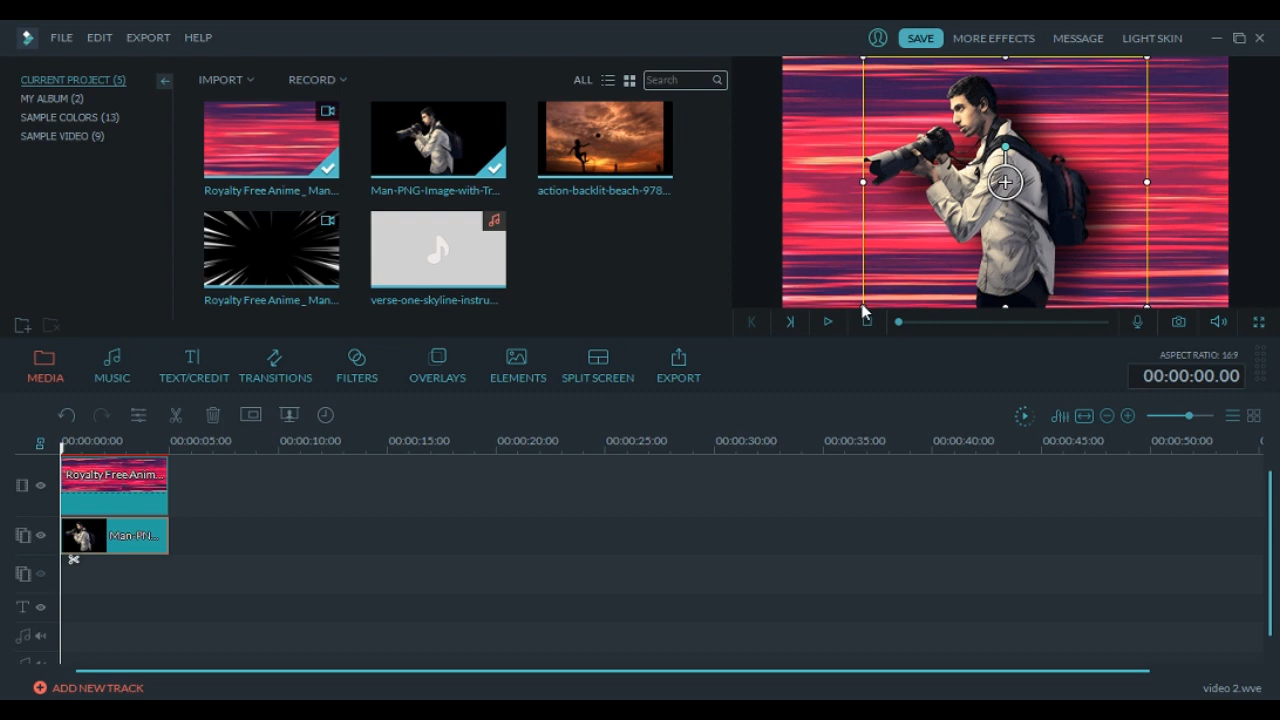 FILE EDIT EXPORT HELP
SAVE MORE EFFECTS MESSAGE LIGHT SKIN
CURRENT PROJECT (5)
MY ALBUM (2)
SAMPLE COLORS (13)
SAMPLE VIDEO (9)
IMPORT RECORD ALL Search
Royalty Free Anime _ Man... Man-PNG-Image-with-Tr... action-backlit-beach-978...
Royalty Free Anime _ Man... verse-one-skyline-instru...
MEDIA MUSIC TEXT/CREDIT TRANSITIONS FILTERS OVERLAYS ELEMENTS SPLIT SCREEN EXPORT
ASPECT RATIO: 16:9
00:00:00.00
00:00:00:00 00:00:05:00 00:00:10:00 00:00:15:00 00:00:20:00 00:00:25:00 00:00:30:00 00:00:35:00 00:00:40:00 00:00:45:00 00:00:50:00
Royalty Free Anim...
Man-PN...
ADD NEW TRACK
video 2.wve